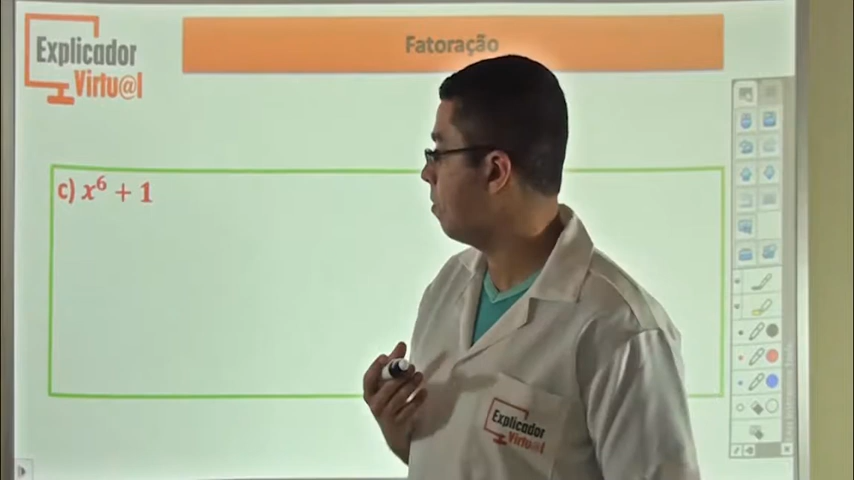 Explicador
Virtu@l
Fatoração
c) x⁶ + 1
Explicador
Virtu@l